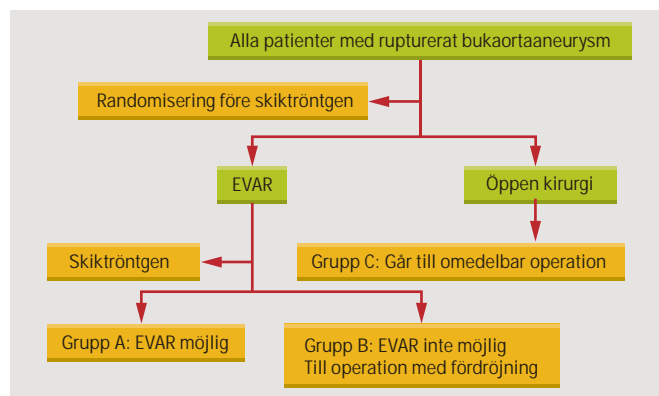 Alla patienter med rupturerat bukaortaaneurysm
Randomisering före skiktröntgen
EVAR
Öppen kirurgi
Skiktröntgen
Grupp C: Går till omedelbar operation
Grupp A: EVAR möjlig
Grupp B: EVAR inte möjlig
Till operation med fördröjning